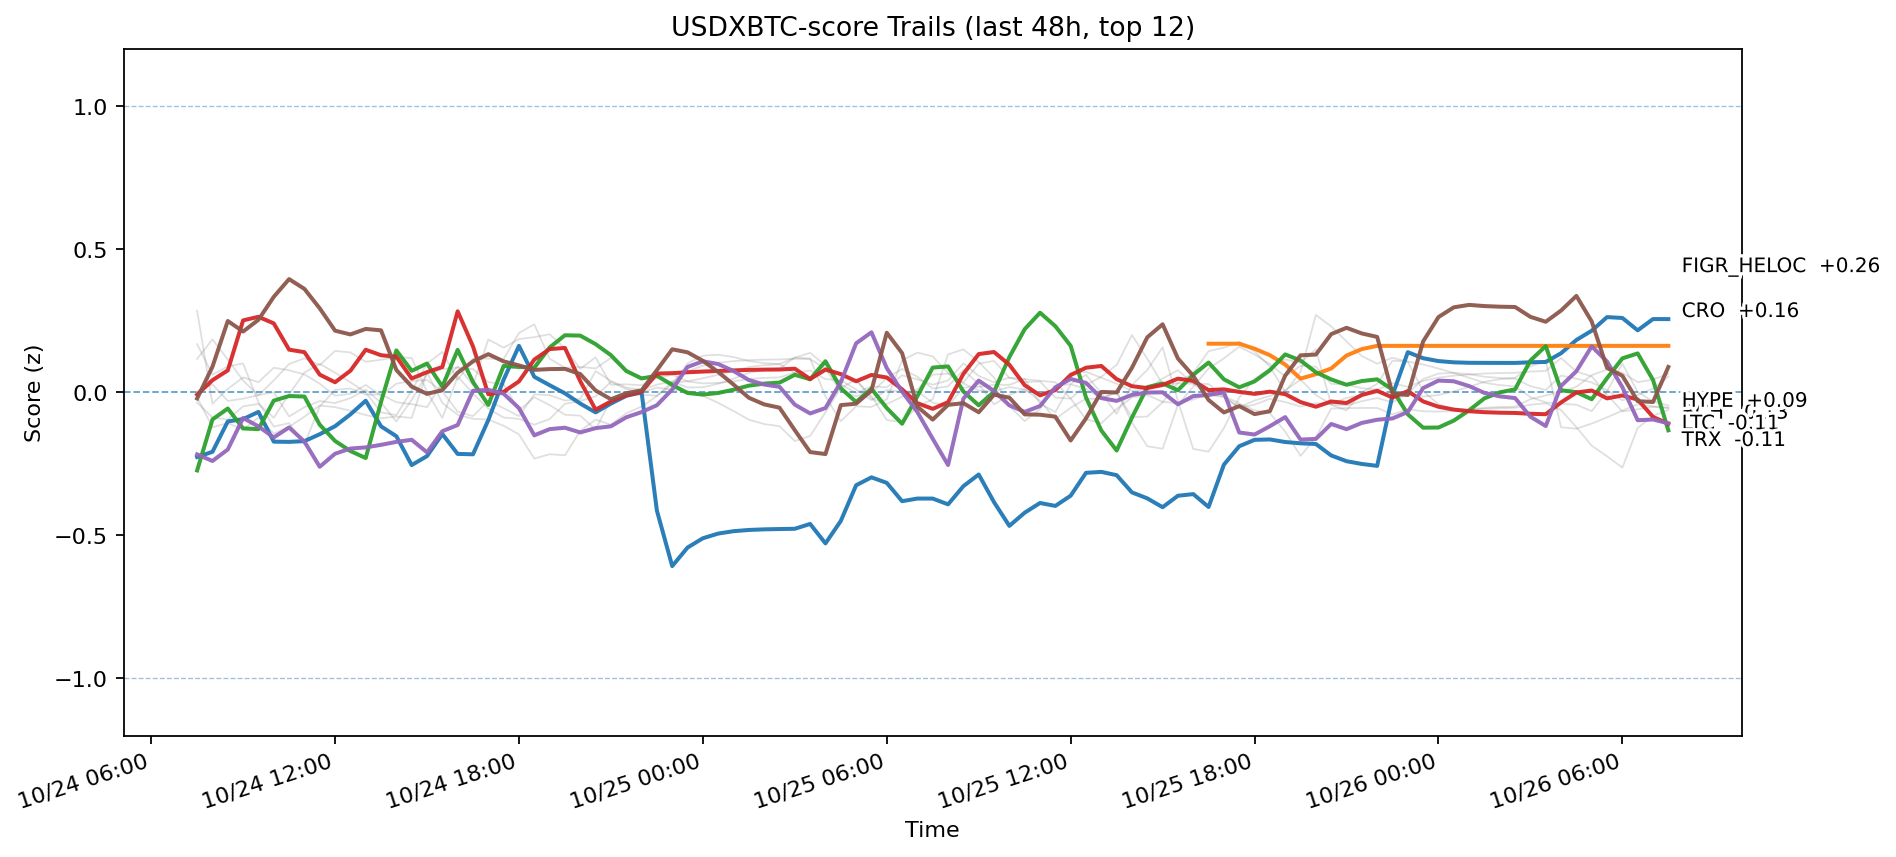 USDXBTC-score Trails (last 48h, top 12)
Score (z)
1.0
0.5
0.0
−0.5
−1.0
FIGR_HELOC +0.26
CRO +0.16
HYPE +0.09
LTC -0.11
TRX -0.11
10/24 06:00
10/24 12:00
10/24 18:00
10/25 00:00
10/25 06:00
10/25 12:00
10/25 18:00
10/26 00:00
10/26 06:00
Time